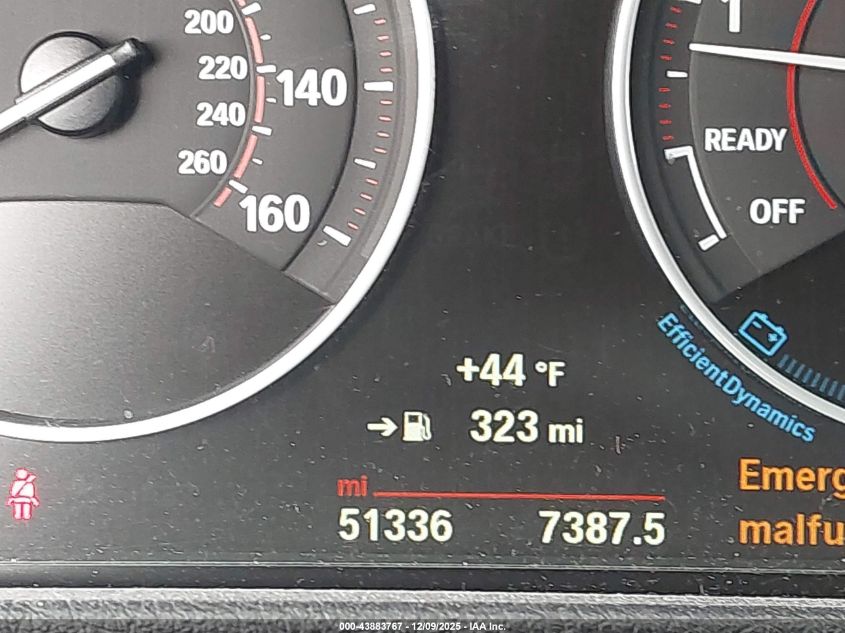 200
220
240
260
140
160
1
READY
OFF
EfficientDynamics
+44 °F
323 mi
mi
51336 7387.5
Emerg
malfu
000-43883767 - 12/09/2025 - IAA Inc.